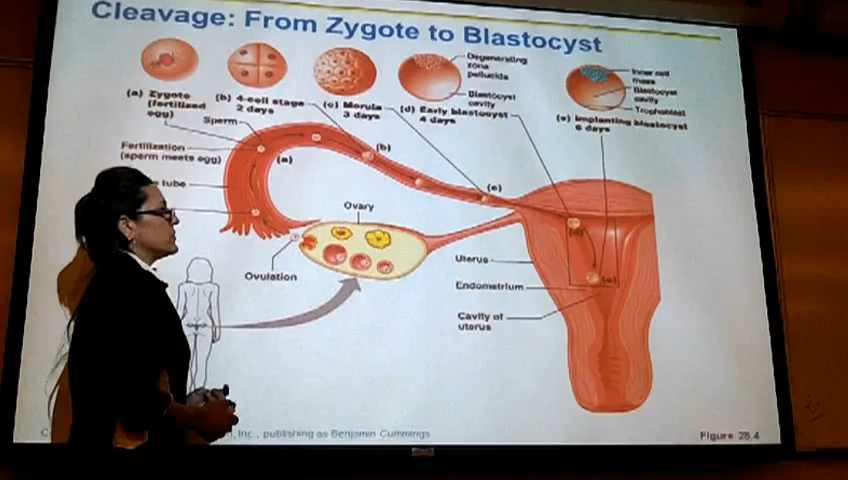 Cleavage: From Zygote to Blastocyst
Degenerating
zona
pellucida
Blastocyst
cavity
Inner cell
mass
Blastocyst
cavity
Trophoblast
(a) Zygote
(fertilized
egg)
(b) 4-cell stage
2 days
(c) Morula
3 days
(d) Early blastocyst
4 days
(e) Implanting blastocyst
6 days
Sperm
Fertilization
(sperm meets egg)
(a)
(b)
(c)
tube
Ovary
Ovulation
Uterus
Endometrium
Cavity of
uterus
(d)
(e)
Inc., publishing as Benjamin Cummings
Figure 28.4